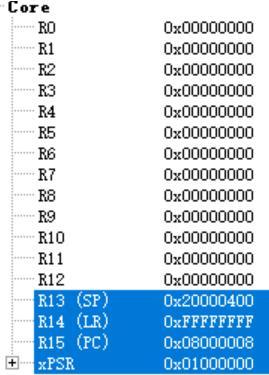 Core
R0 0x00000000
R1 0x00000000
R2 0x00000000
R3 0x00000000
R4 0x00000000
R5 0x00000000
R6 0x00000000
R7 0x00000000
R8 0x00000000
R9 0x00000000
R10 0x00000000
R11 0x00000000
R12 0x00000000
R13 (SP) 0x20000400
R14 (LR) 0xFFFFFFFF
R15 (PC) 0x08000008
xPSR 0x01000000